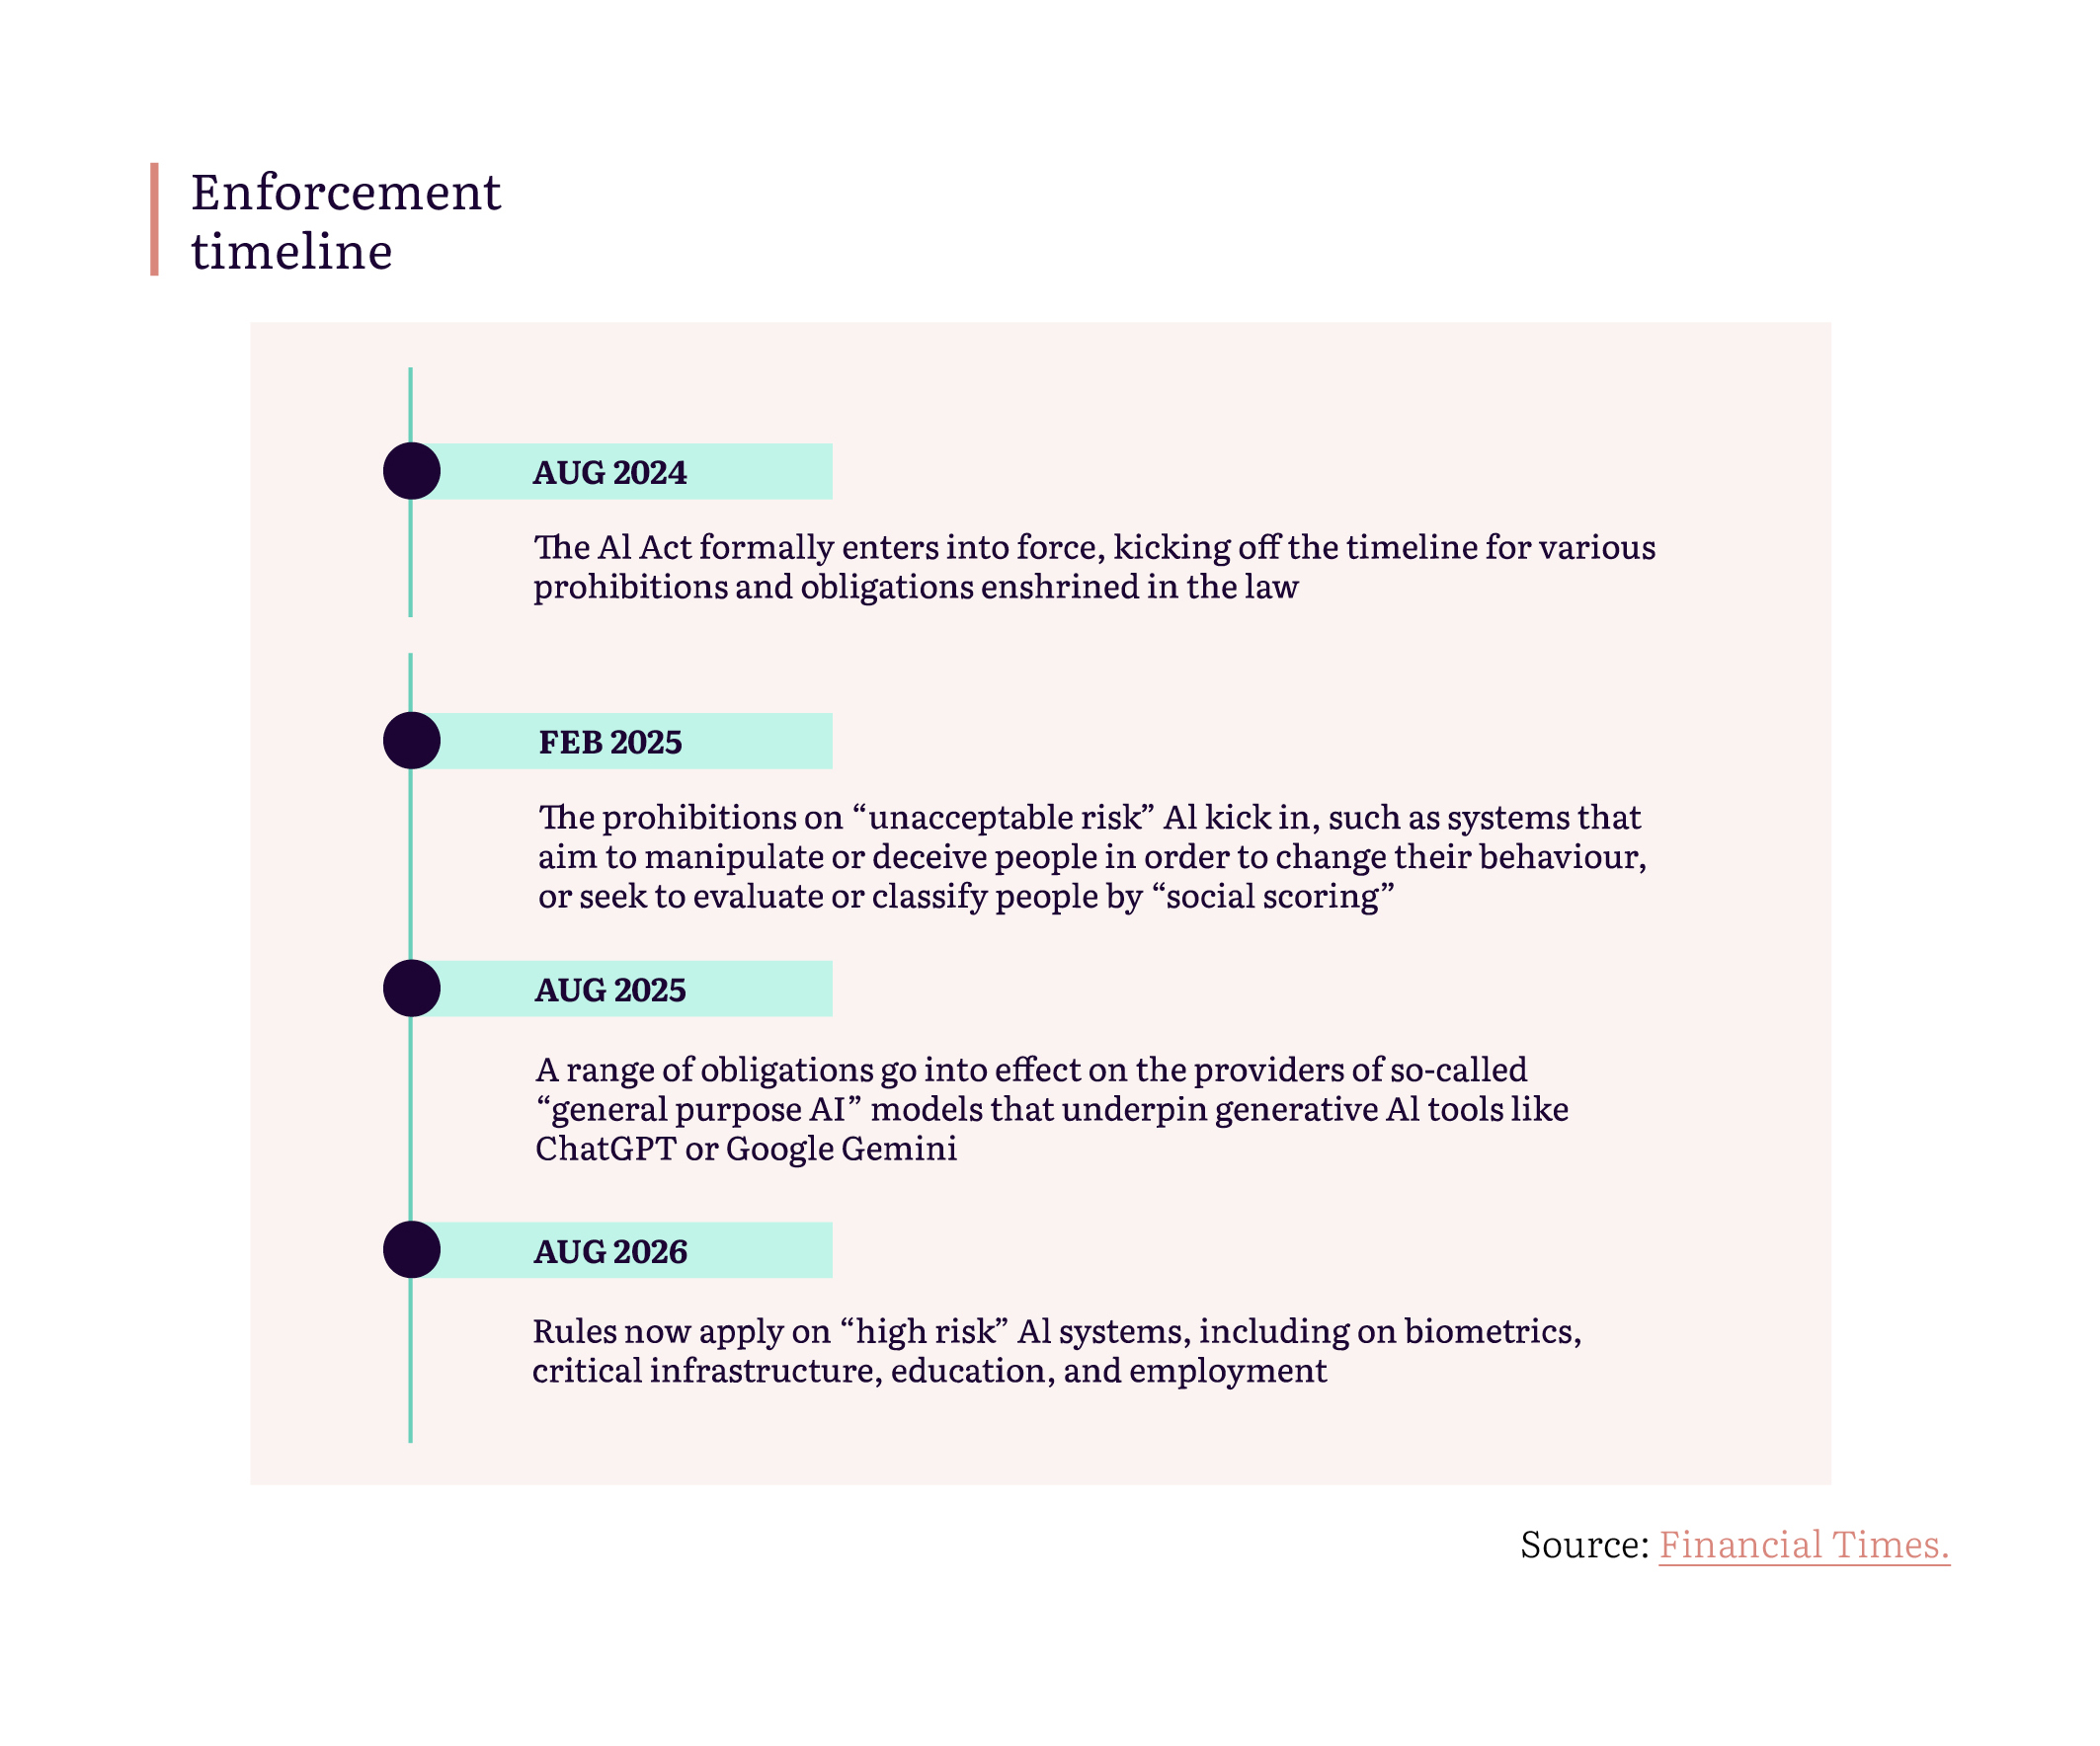 Enforcement
timeline
AUG 2024
The Al Act formally enters into force, kicking off the timeline for various
prohibitions and obligations enshrined in the law
FEB 2025
The prohibitions on “unacceptable risk” Al kick in, such as systems that
aim to manipulate or deceive people in order to change their behaviour,
or seek to evaluate or classify people by “social scoring”
AUG 2025
A range of obligations go into effect on the providers of so-called
“general purpose AI” models that underpin generative Al tools like
ChatGPT or Google Gemini
AUG 2026
Rules now apply on “high risk” Al systems, including on biometrics,
critical infrastructure, education, and employment
Source: Financial Times.